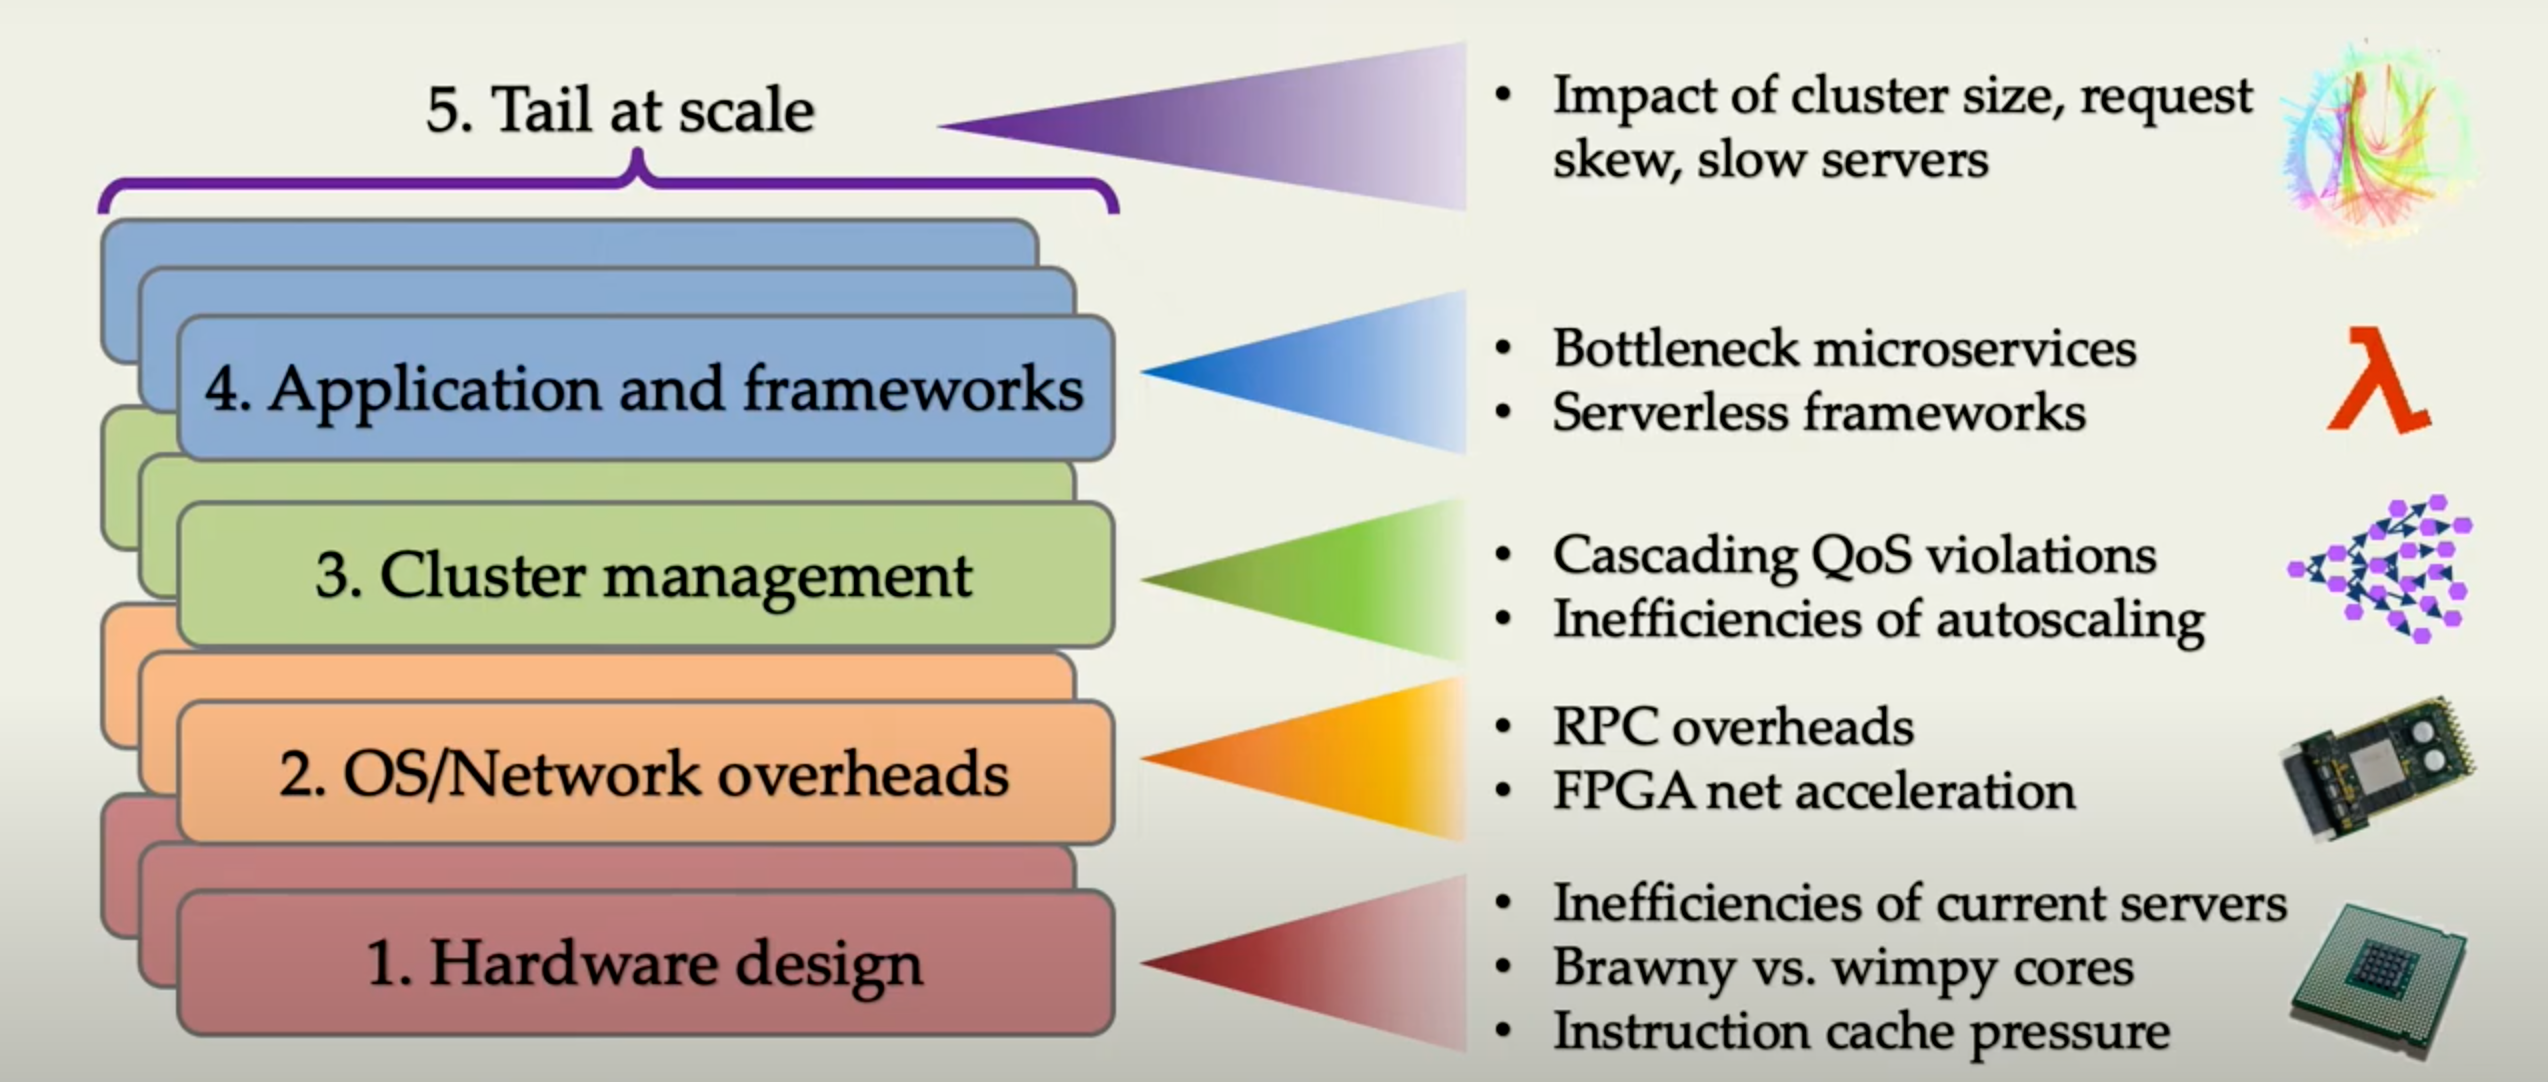 5. Tail at scale
• Impact of cluster size, request
skew, slow servers
4. Application and frameworks
• Bottleneck microservices
• Serverless frameworks
λ
3. Cluster management
• Cascading QoS violations
• Inefficiencies of autoscaling
2. OS/Network overheads
• RPC overheads
• FPGA net acceleration
1. Hardware design
• Inefficiencies of current servers
• Brawny vs. wimpy cores
• Instruction cache pressure